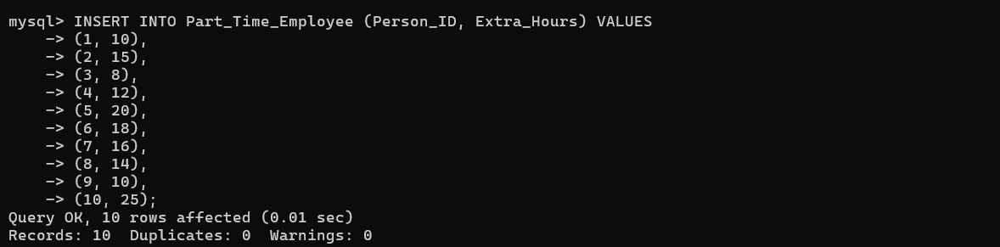 mysql> INSERT INTO Part_Time_Employee (Person_ID, Extra_Hours) VALUES
    -> (1, 10),
    -> (2, 15),
    -> (3, 8),
    -> (4, 12),
    -> (5, 20),
    -> (6, 18),
    -> (7, 16),
    -> (8, 14),
    -> (9, 10),
    -> (10, 25);
Query OK, 10 rows affected (0.01 sec)
Records: 10  Duplicates: 0  Warnings: 0